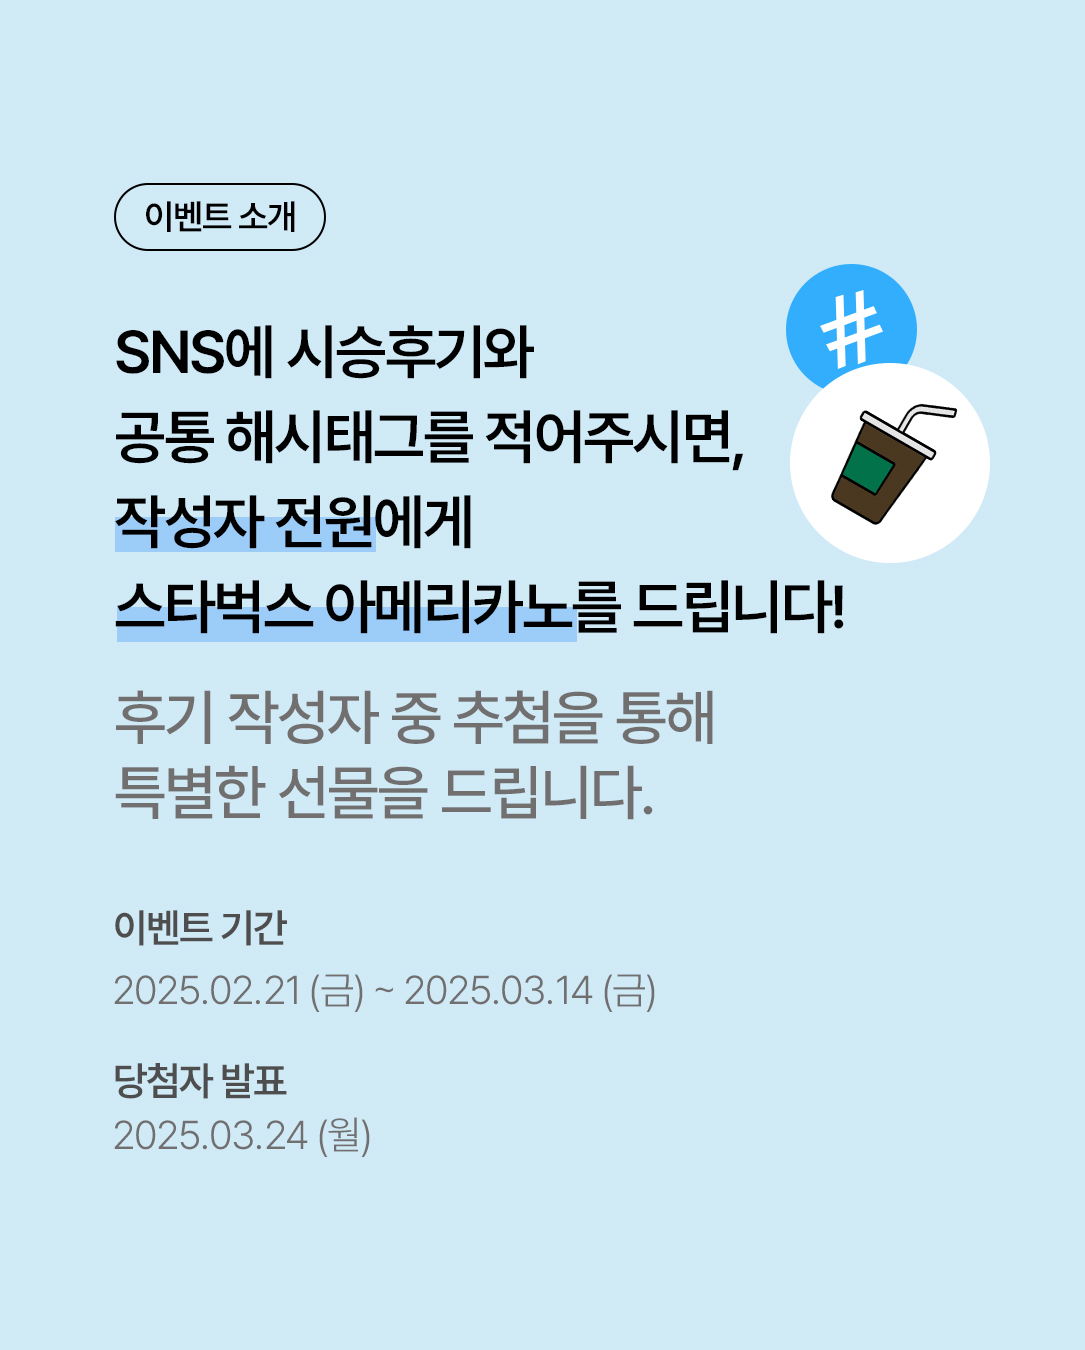 이벤트 소개
#
SNS에 시승후기와
공통 해시태그를 적어주시면,
작성자 전원에게
스타벅스 아메리카노를 드립니다!
후기 작성자 중 추첨을 통해
특별한 선물을 드립니다.
이벤트 기간
2025.02.21 (금) ~ 2025.03.14 (금)
당첨자 발표
2025.03.24 (월)